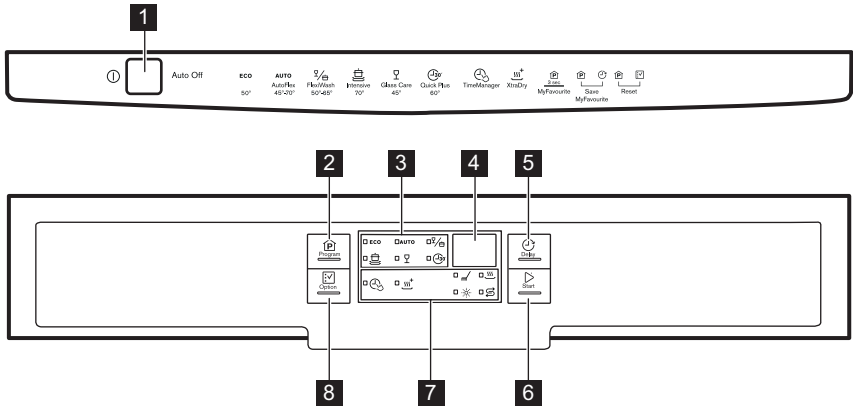 1
Auto Off
ECO
50°
AUTO
AutoFlex
45°-70°
FlexiWash
50°-65°
Intensive
70°
Glass Care
45°
30'
Quick Plus
60°
TimeManager
XtraDry
P
3 sec
MyFavourite
P
Save
MyFavourite
P
Reset
2
3
4
5
P
Program
ECO
AUTO
30'
Delay
Option
Start
8
7
6